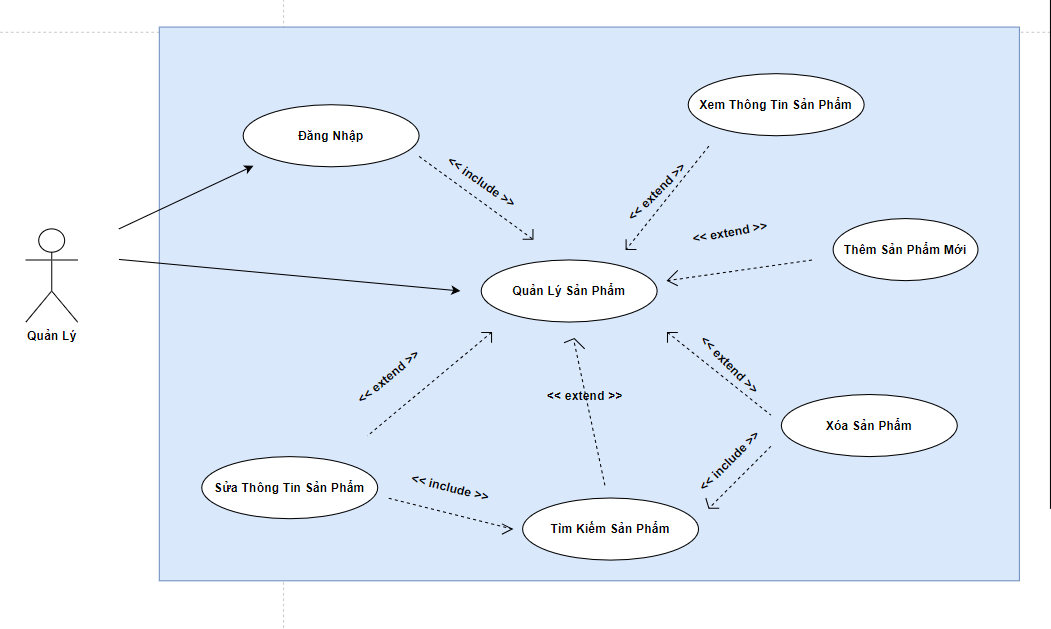 Xem Thông Tin Sản Phẩm
Đăng Nhập
<< include >>
<< extend >>
<< extend >>
Thêm Sản Phẩm Mới
Quản Lý Sản Phẩm
Quản Lý
<< extend >>
<< extend >>
<< extend >>
Xóa Sản Phẩm
<< include >>
Sửa Thông Tin Sản Phẩm
<< include >>
Tìm Kiếm Sản Phẩm